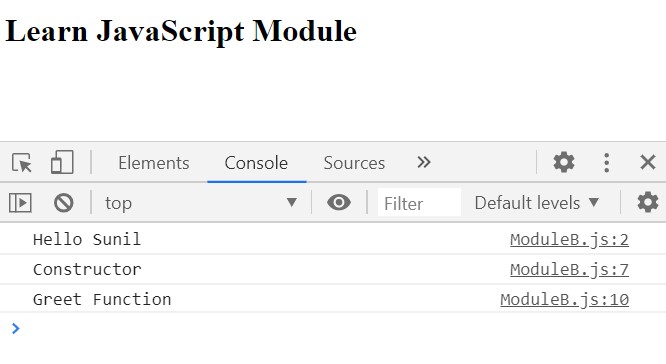 Learn JavaScript Module
Elements Console Sources »
top Filter Default levels
Hello Sunil ModuleB.js:2
Constructor ModuleB.js:7
Greet Function ModuleB.js:10